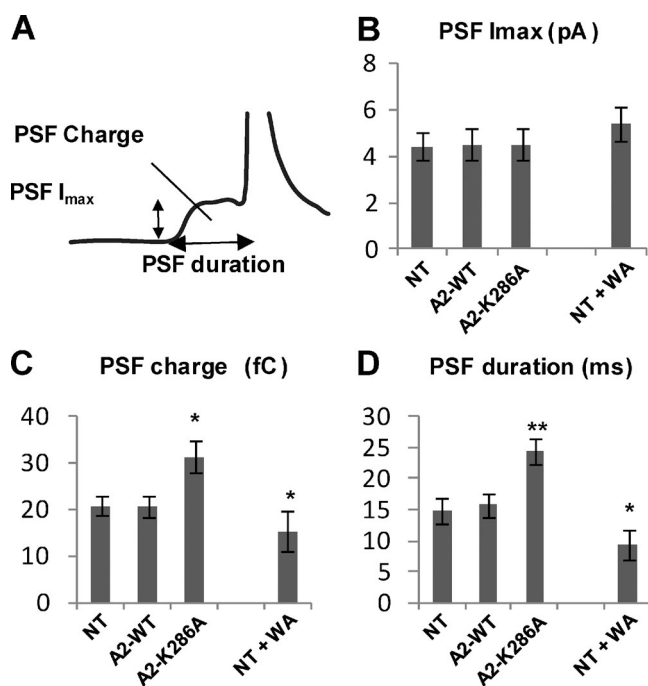 A
PSF Charge
PSF Imax
PSF duration
B
PSF Imax (pA)
8
6
4
2
0
NT
A2-WT
A2-K286A
NT + WA
C
PSF charge (fC)
40
30
20
10
0
*
*
NT
A2-WT
A2-K286A
NT + WA
D
PSF duration (ms)
30
25
20
15
10
5
0
**
*
NT
A2-WT
A2-K286A
NT + WA